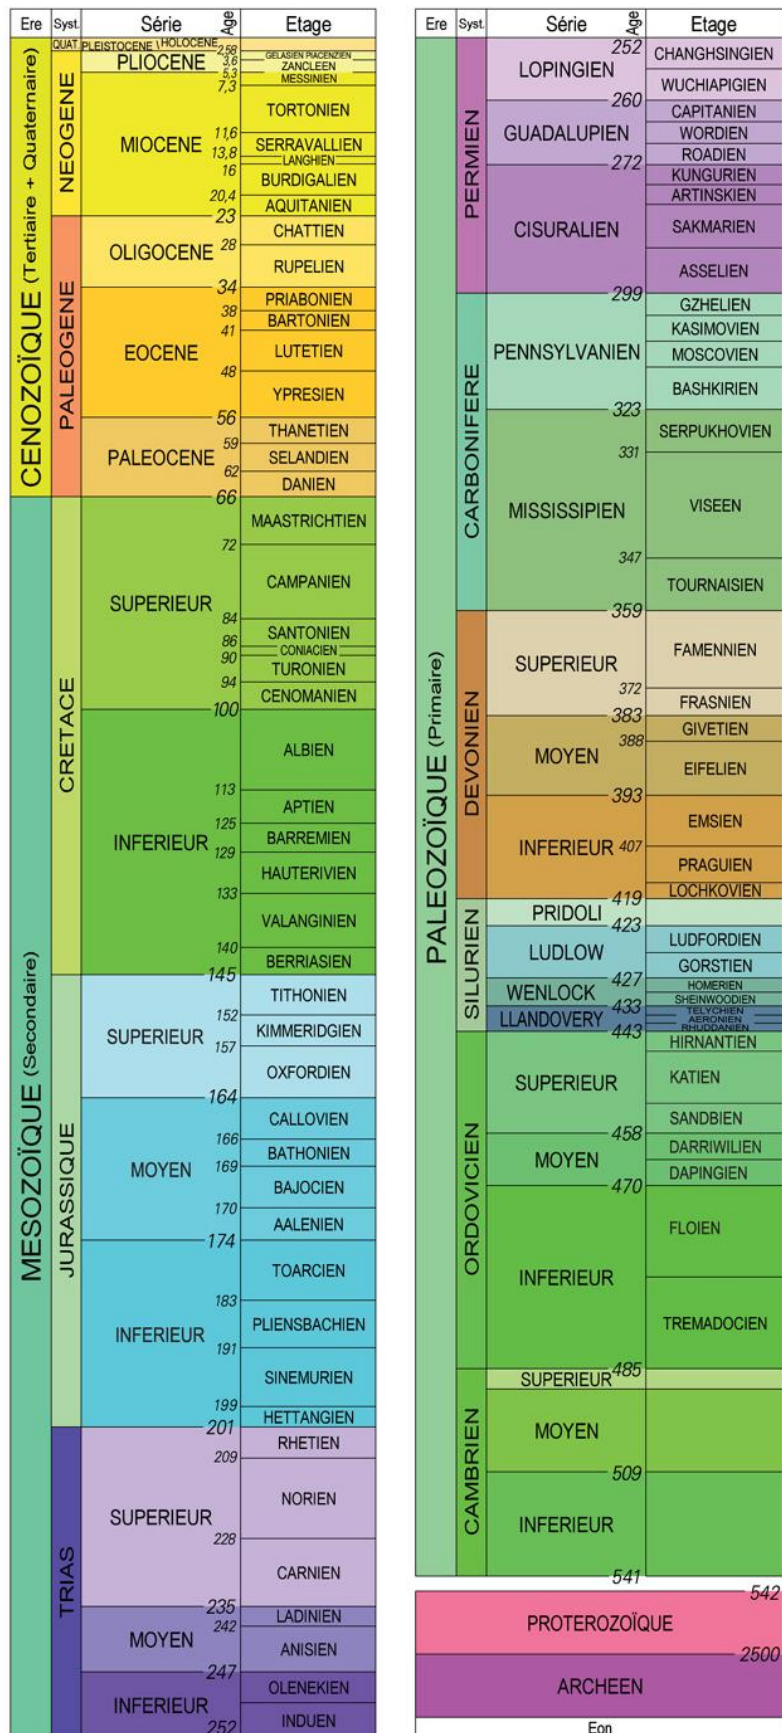 Ere Syst. Série Age Etage
CENOZOÏQUE (Tertiaire + Quaternaire)
QUAT. PLEISTOCENE \ HOLOCENE
2,58
NEOGENE
PLIOCENE
GELASIEN PIACENZIEN
3,6
ZANCLEEN
5,3
MIOCENE
MESSINIEN
7,3
TORTONIEN
11,6
SERRAVALLIEN
13,8
LANGHIEN
16
BURDIGALIEN
20,4
AQUITANIEN
23
PALEOGENE
OLIGOCENE
CHATTIEN
28
RUPELIEN
34
EOCENE
PRIABONIEN
38
BARTONIEN
41
LUTETIEN
48
YPRESIEN
56
PALEOCENE
THANETIEN
59
SELANDIEN
62
DANIEN
66
MESOZOÏQUE (Secondaire)
CRETACE
SUPERIEUR
MAASTRICHTIEN
72
CAMPANIEN
84
SANTONIEN
86
CONIACIEN
90
TURONIEN
94
CENOMANIEN
100
INFERIEUR
ALBIEN
113
APTIEN
125
BARREMIEN
129
HAUTERIVIEN
133
VALANGINIEN
140
BERRIASIEN
145
JURASSIQUE
SUPERIEUR
TITHONIEN
152
KIMMERIDGIEN
157
OXFORDIEN
164
MOYEN
CALLOVIEN
166
BATHONIEN
169
BAJOCIEN
170
AALENIEN
174
INFERIEUR
TOARCIEN
183
PLIENSBACHIEN
191
SINEMURIEN
199
HETTANGIEN
201
TRIAS
SUPERIEUR
RHETIEN
209
NORIEN
228
CARNIEN
235
MOYEN
LADINIEN
242
ANISIEN
247
INFERIEUR
OLENEKIEN
INDUEN
252
Ere Syst. Série Age Etage
252
PALEOZOÏQUE (Primaire)
PERMIEN
LOPINGIEN
CHANGHSINGIEN
WUCHIAPIGIEN
260
GUADALUPIEN
CAPITANIEN
WORDIEN
ROADIEN
272
CISURALIEN
KUNGURIEN
ARTINSKIEN
SAKMARIEN
ASSELIEN
299
CARBONIFERE
PENNSYLVANIEN
GZHELIEN
KASIMOVIEN
MOSCOVIEN
BASHKIRIEN
323
MISSISSIPIEN
SERPUKHOVIEN
331
VISEEN
347
TOURNAISIEN
359
DEVONIEN
SUPERIEUR
FAMENNIEN
372
FRASNIEN
383
MOYEN
GIVETIEN
388
EIFELIEN
393
INFERIEUR
EMSIEN
407
PRAGUIEN
LOCHKOVIEN
419
SILURIEN
PRIDOLI
423
LUDLOW
LUDFORDIEN
GORSTIEN
427
WENLOCK
HOMERIEN
SHEINWOODIEN
433
LLANDOVERY
TELYCHIEN
AERONIEN
RHUDDANIEN
443
ORDOVICIEN
SUPERIEUR
HIRNANTIEN
KATIEN
SANDBIEN
458
MOYEN
DARRIWILIEN
DAPINGIEN
470
INFERIEUR
FLOIEN
TREMADOCIEN
485
CAMBRIEN
SUPERIEUR
MOYEN
509
INFERIEUR
541
542
PROTEROZOÏQUE
2500
ARCHEEN
Eon